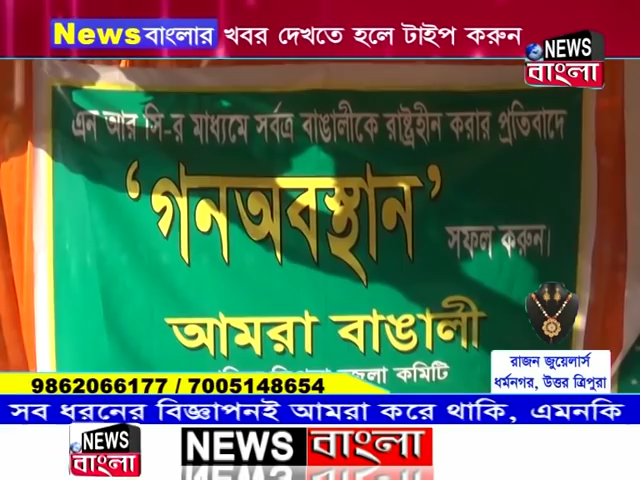 News বাংলার খবর দেখতে হলে টাইপ করুন
NEWS
বাংলা
এন আর সি-র মাধ্যমে সর্বত্র বাঙালীকে রাষ্ট্রহীন করার প্রতিবাদে
‘গনঅবস্থান’ সফল করুন।
আমরা বাঙালী
জেলা কমিটি
রাজন জুয়েলার্স
ধর্মনগর, উত্তর ত্রিপুরা
9862066177 / 7005148654
সব ধরনের বিজ্ঞাপনই আমরা করে থাকি, এমনকি
NEWS
বাংলা
NEWS বাংলা